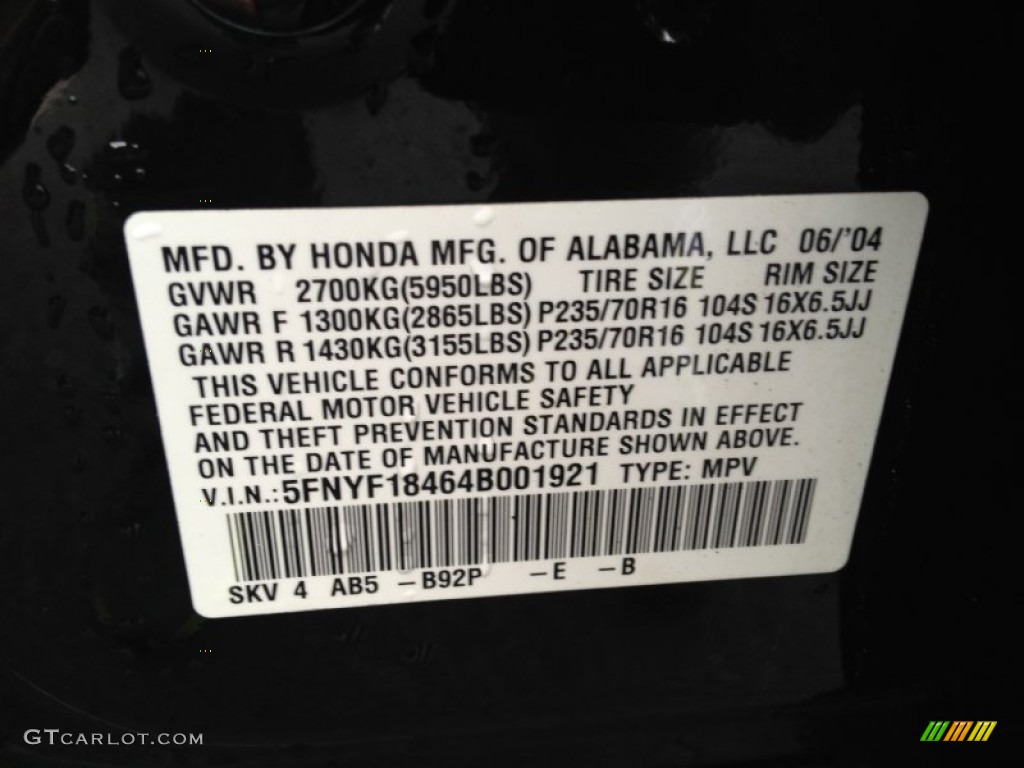 MFD. BY HONDA MFG. OF ALABAMA, LLC 06/'04
GVWR 2700KG(5950LBS) TIRE SIZE RIM SIZE
GAWR F 1300KG(2865LBS) P235/70R16 104S 16X6.5JJ
GAWR R 1430KG(3155LBS) P235/70R16 104S 16X6.5JJ
THIS VEHICLE CONFORMS TO ALL APPLICABLE
FEDERAL MOTOR VEHICLE SAFETY
AND THEFT PREVENTION STANDARDS IN EFFECT
ON THE DATE OF MANUFACTURE SHOWN ABOVE.
V.I.N.: 5FNYF18464B001921 TYPE: MPV
SKV 4 AB5 -B92P -E -B
GTCARLOT.COM